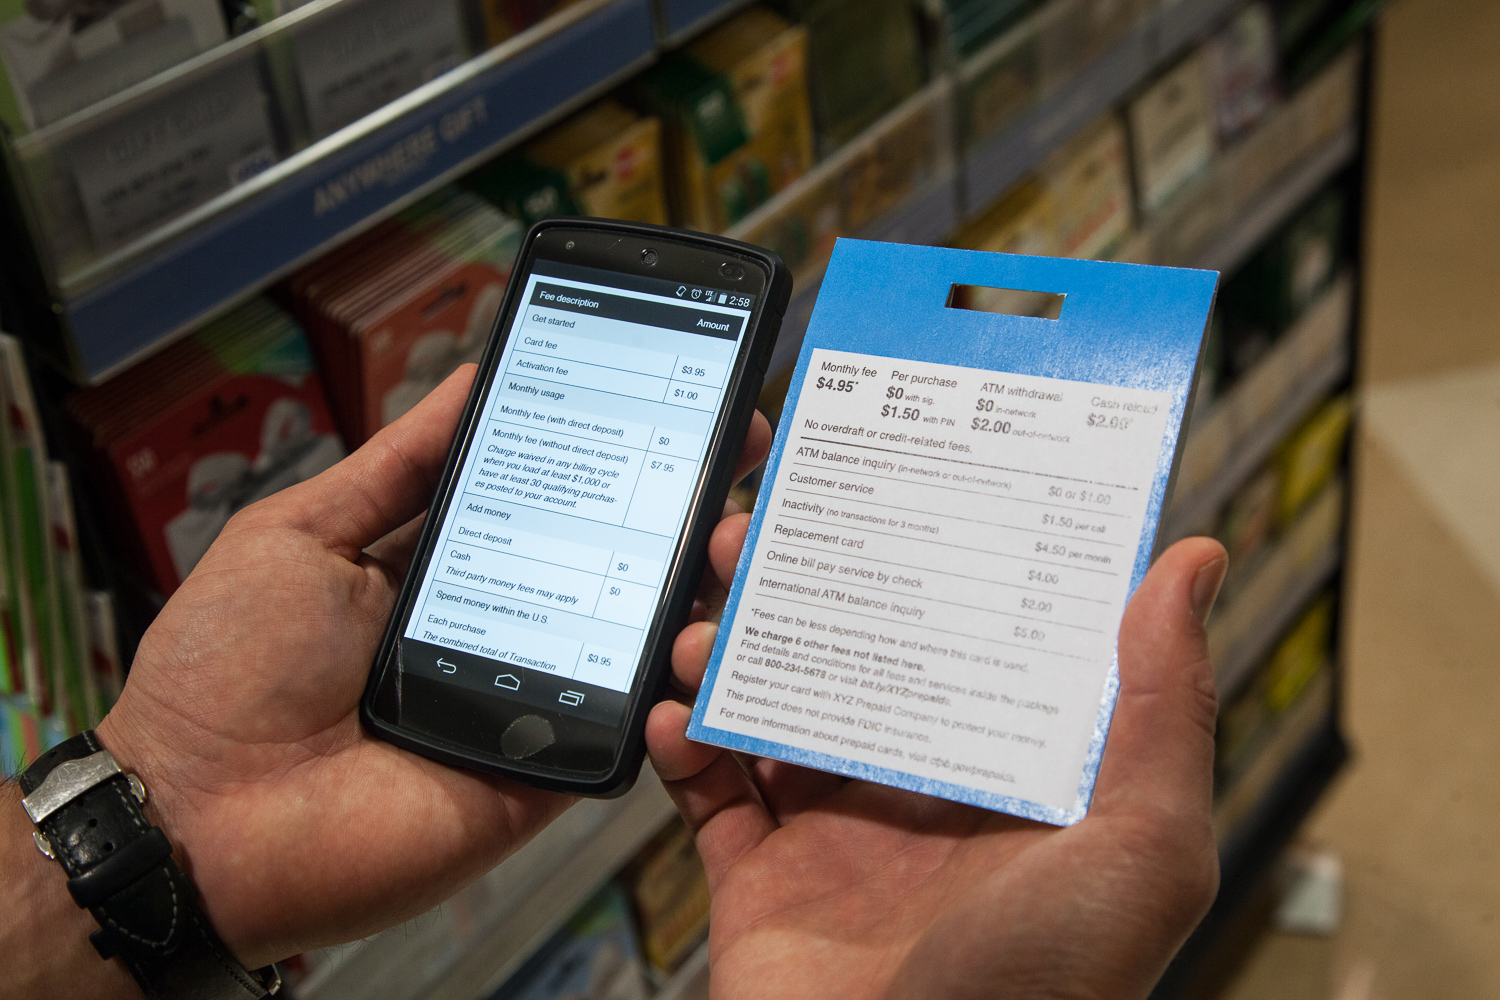 ANYWHERE GIFT
2:58
Fee description Amount
Get started
Card fee $3.95
Activation fee $1.00
Monthly usage
Monthly fee (with direct deposit) $0
Monthly fee (without direct deposit) $7.95
Charge waived in any billing cycle
when you load at least $1,000 or
have at least 30 qualifying purchas-
es posted to your account.
Add money
Direct deposit $0
Cash $0
Third party money fees may apply
Spend money within the U.S.
Each purchase $3.95
The combined total of Transaction
Monthly fee Per purchase ATM withdrawal Cash reload
$4.95* $0 with sig. $0 in-network $2.00*
$1.50 with PIN $2.00 out-of-network
No overdraft or credit-related fees.
ATM balance inquiry (in-network or out-of-network) $0 or $1.00
Customer service $1.50 per call
Inactivity (no transactions for 3 months) $4.50 per month
Replacement card $4.00
Online bill pay service by check $2.00
International ATM balance inquiry $5.00
*Fees can be less depending how and where this card is used.
We charge 6 other fees not listed here.
Find details and conditions for all fees and services inside the package
or call 800-234-5678 or visit bit.ly/XYZprepaids.
Register your card with XYZ Prepaid Company to protect your money.
This product does not provide FDIC insurance.
For more information about prepaid cards, visit cfpb.gov/prepaids.